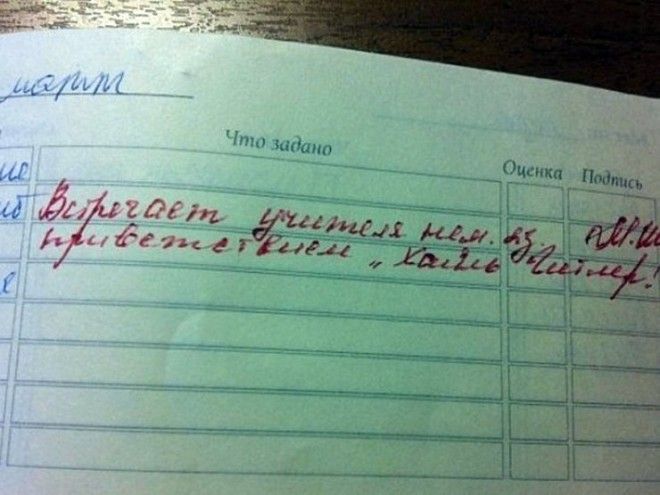 март
Что задано
Оценка
Подпись
Встречает учителя нем. яз.
приветствием „Хайль Гитлер!